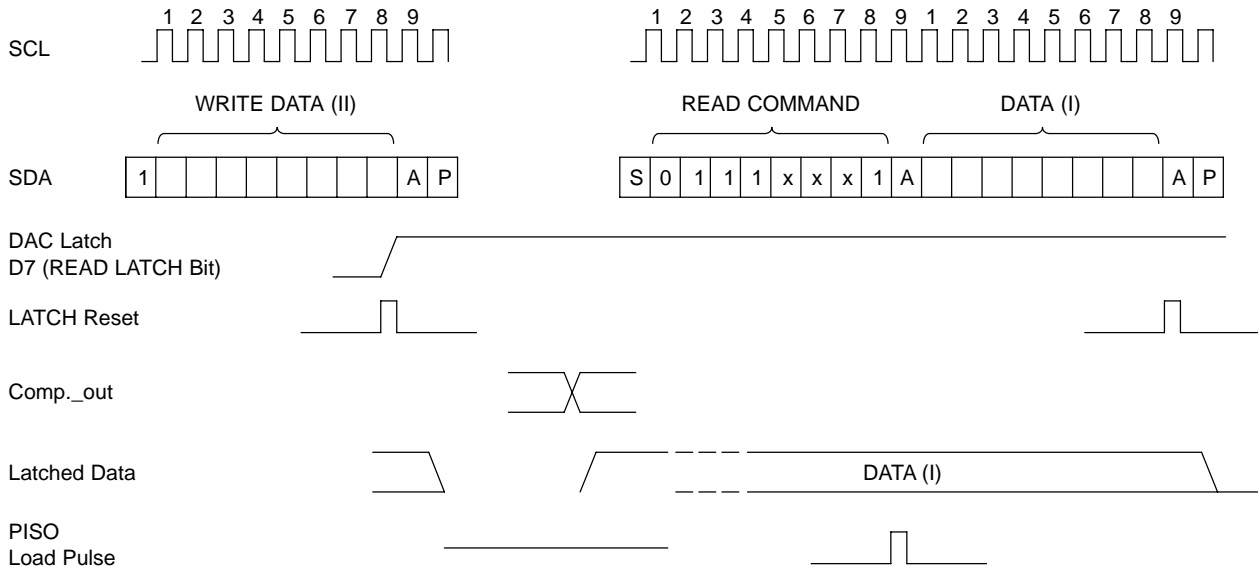 1 2 3 4 5 6 7 8 9 1 2 3 4 5 6 7 8 9 1 2 3 4 5 6 7 8 9
SCL
WRITE DATA (II) READ COMMAND DATA (I)
SDA 1 A P S 0 1 1 1 x x x 1 A A P
DAC Latch
D7 (READ LATCH Bit)
LATCH Reset
Comp._out
Latched Data DATA (I)
PISO
Load Pulse